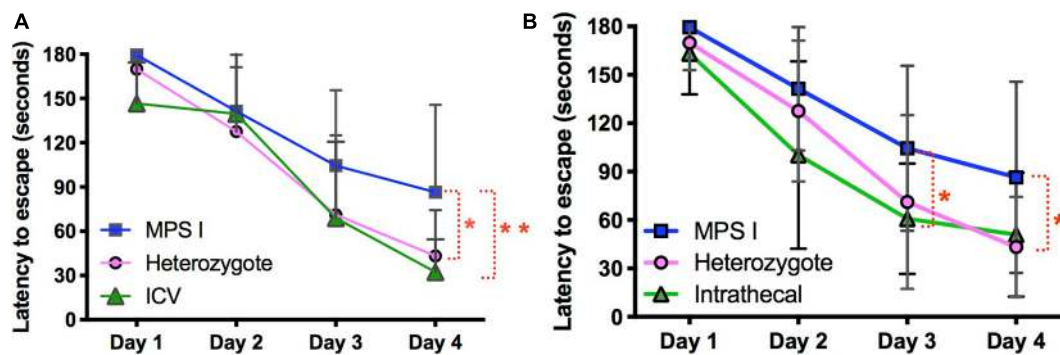 A
Latency to escape (seconds)
180
150
120
90
60
30
0
MPS I
Heterozygote
ICV
*
* *
Day 1 Day 2 Day 3 Day 4
B
Latency to escape (seconds)
180
150
120
90
60
30
0
MPS I
Heterozygote
Intrathecal
*
*
Day 1 Day 2 Day 3 Day 4